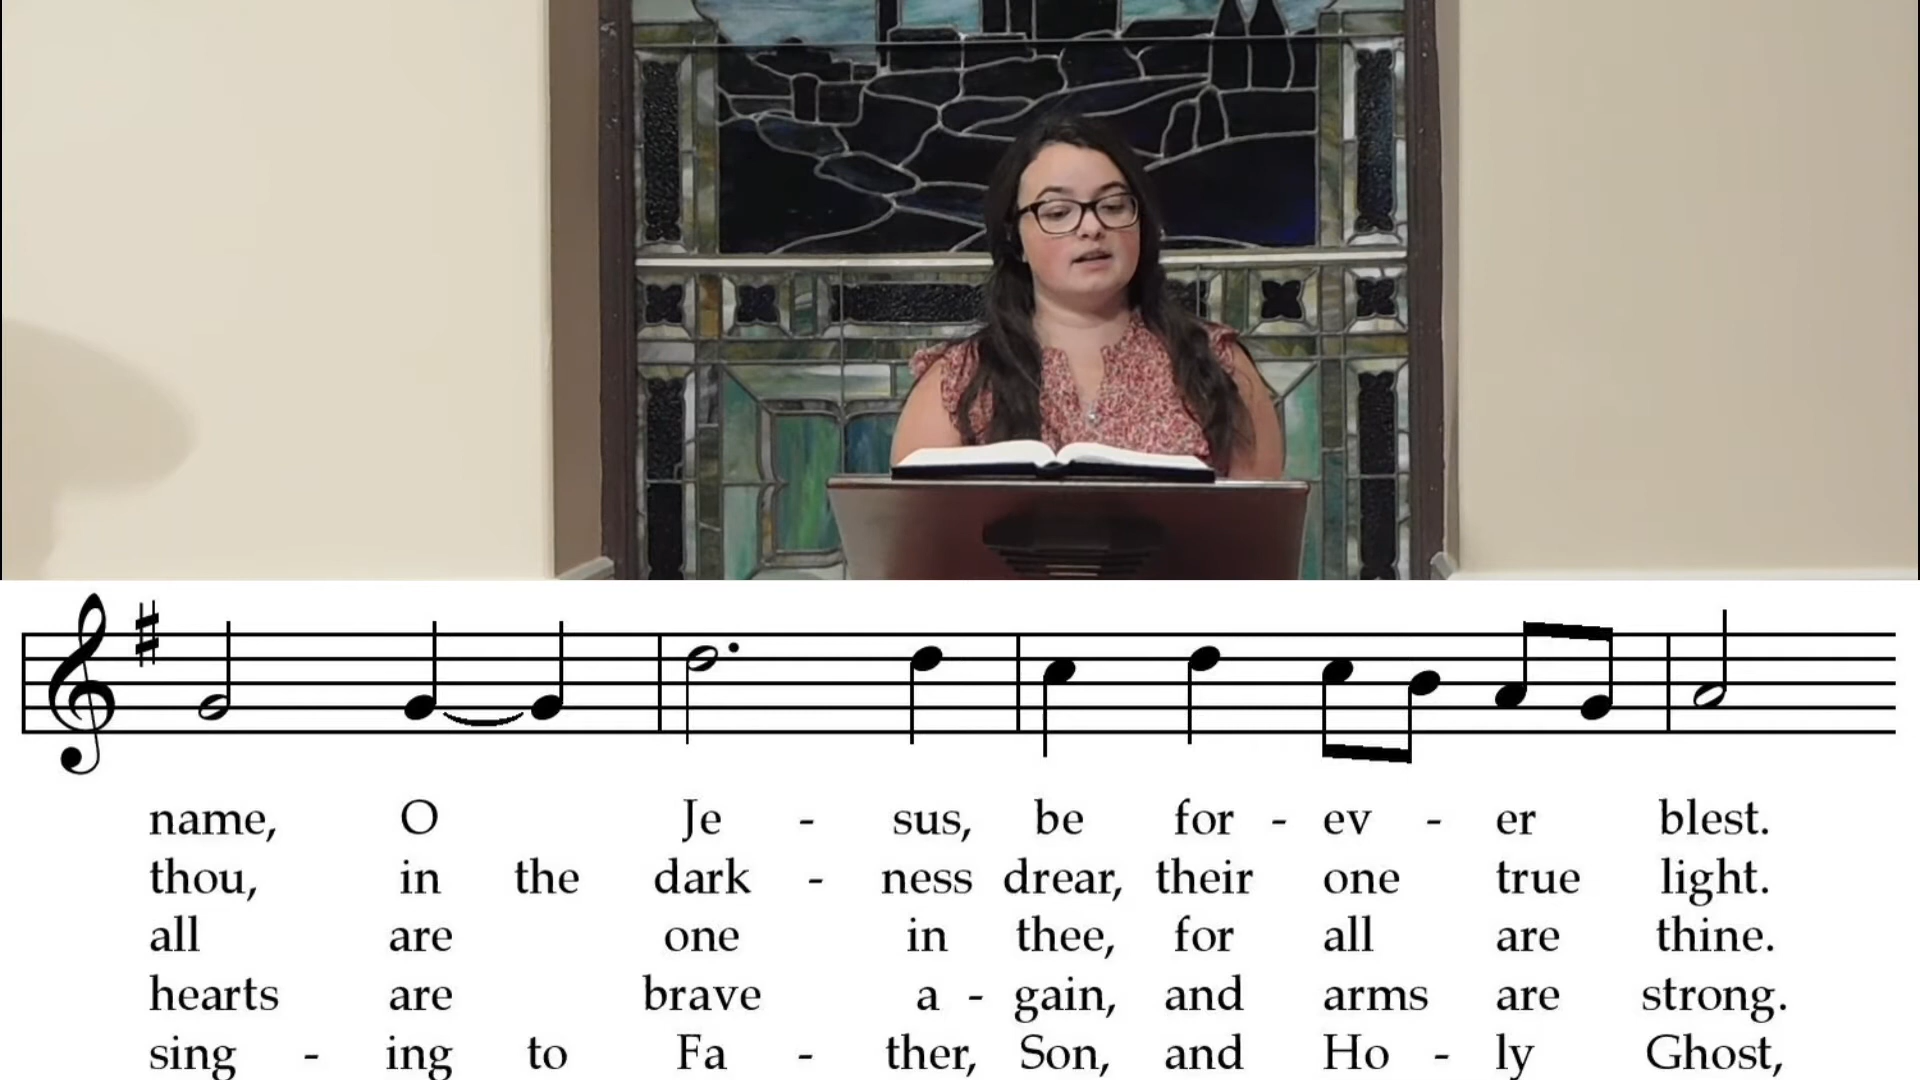 name, O Je - sus, be for - ev - er blest.
thou, in the dark - ness drear, their one true light.
all are one in thee, for all are thine.
hearts are brave a - gain, and arms are strong.
sing - ing to Fa - ther, Son, and Ho - ly Ghost,